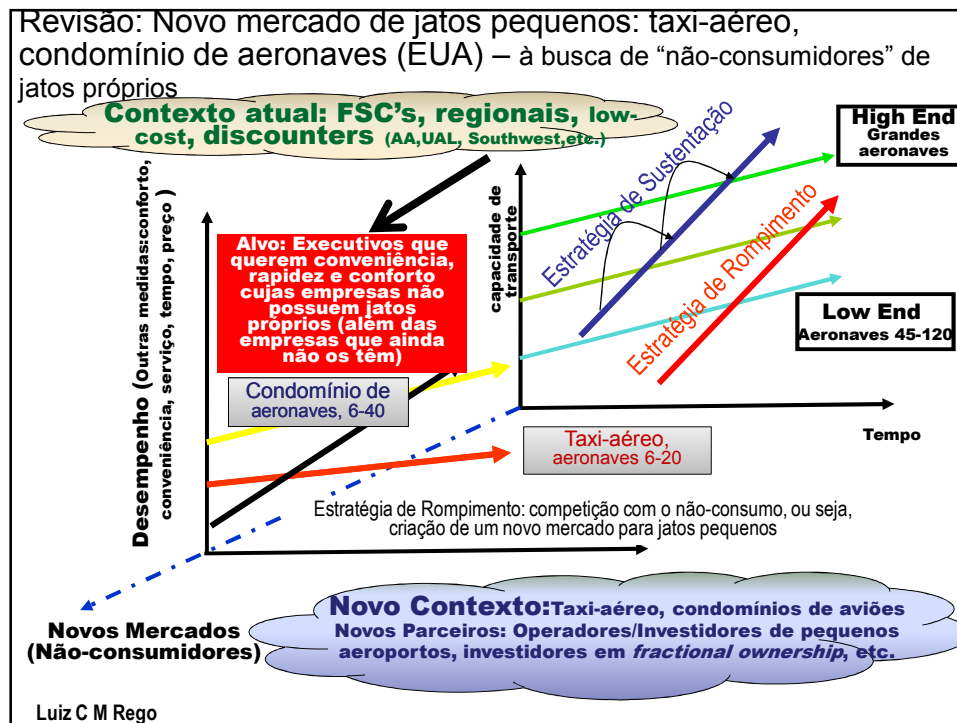 Revisão: Novo mercado de jatos pequenos: taxi-aéreo,
condomínio de aeronaves (EUA) – à busca de “não-consumidores” de
jatos próprios
Contexto atual: FSC's, regionais, low-
cost, discounters (AA,UAL, Southwest,etc.)
High End
Grandes
aeronaves
Estratégia de Sustentação
Estratégia de Rompimento
capacidade de
transporte
Desempenho (outras medidas:conforto,
conveniência, serviço, tempo, preço)
Alvo: Executivos que
querem conveniência,
rapidez e conforto
cujas empresas não
possuem jatos
próprios (além das
empresas que ainda
não os têm)
Low End
Aeronaves 45-120
Condomínio de
aeronaves, 6-40
Tempo
Taxi-aéreo,
aeronaves 6-20
Estratégia de Rompimento: competição com o não-consumo, ou seja,
criação de um novo mercado para jatos pequenos
Novos Mercados
(Não-consumidores)
Novo Contexto:Taxi-aéreo, condomínios de aviões
Novos Parceiros: Operadores/Investidores de pequenos
aeroportos, investidores em fractional ownership, etc.
Luiz C M Rego